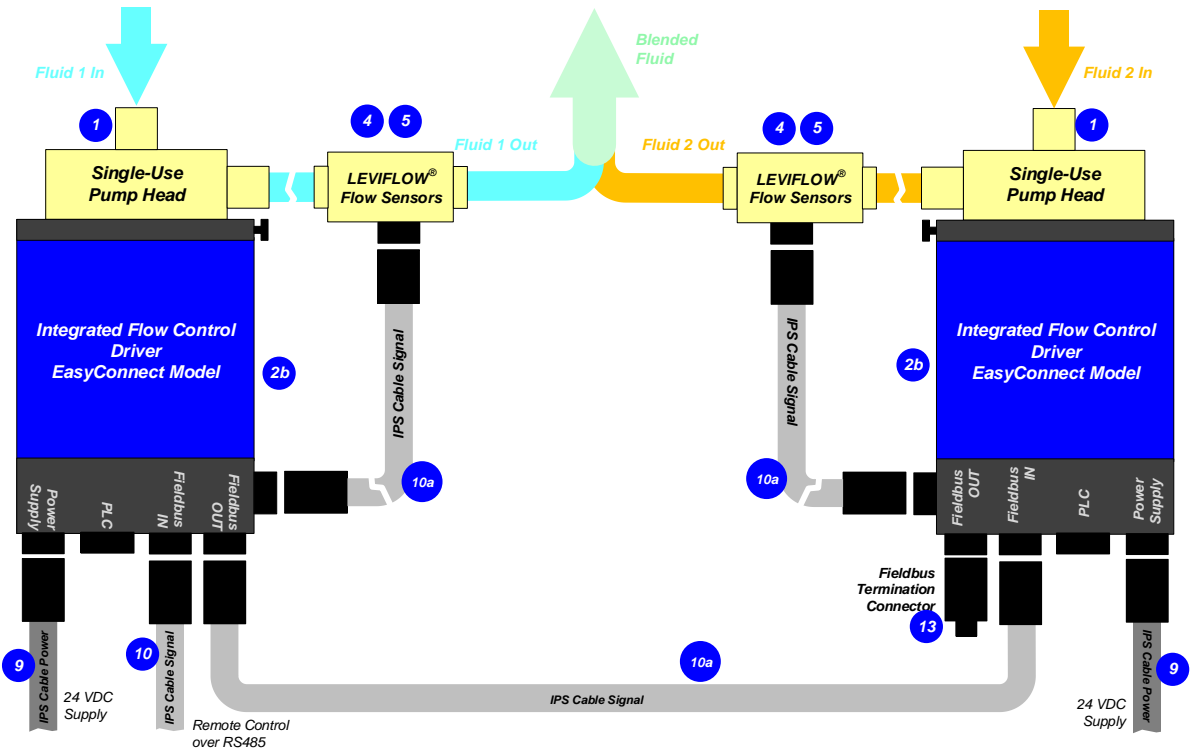 Blended
Fluid
Fluid 1 In
Fluid 2 In
1
4
5
4
5
1
Fluid 1 Out
Fluid 2 Out
Single-Use
Pump Head
LEVIFLOW®
Flow Sensors
LEVIFLOW®
Flow Sensors
Single-Use
Pump Head
Integrated Flow Control
Driver
EasyConnect Model
2b
IPS Cable Signal
IPS Cable Signal
2b
Integrated Flow Control
Driver
EasyConnect Model
10a
10a
Power
Supply
PLC
Fieldbus
IN
Fieldbus
OUT
Fieldbus
OUT
Fieldbus
IN
PLC
Power
Supply
Fieldbus
Termination
Connector
13
9
IPS Cable Power
24 VDC
Supply
10
IPS Cable Signal
Remote Control
over RS485
10a
IPS Cable Signal
24 VDC
Supply
IPS Cable Power
9